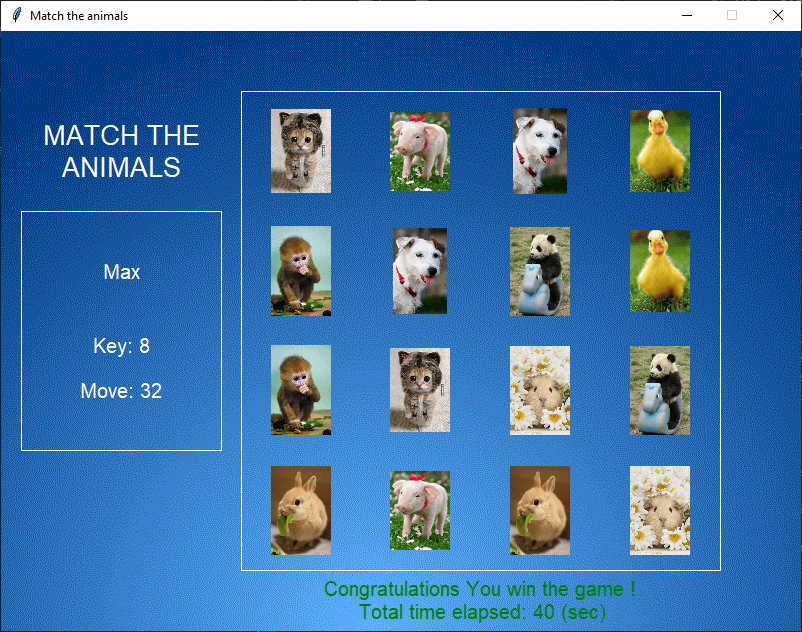 Match the animals
MATCH THE
ANIMALS
Max
Key: 8
Move: 32
Congratulations You win the game !
Total time elapsed: 40 (sec)